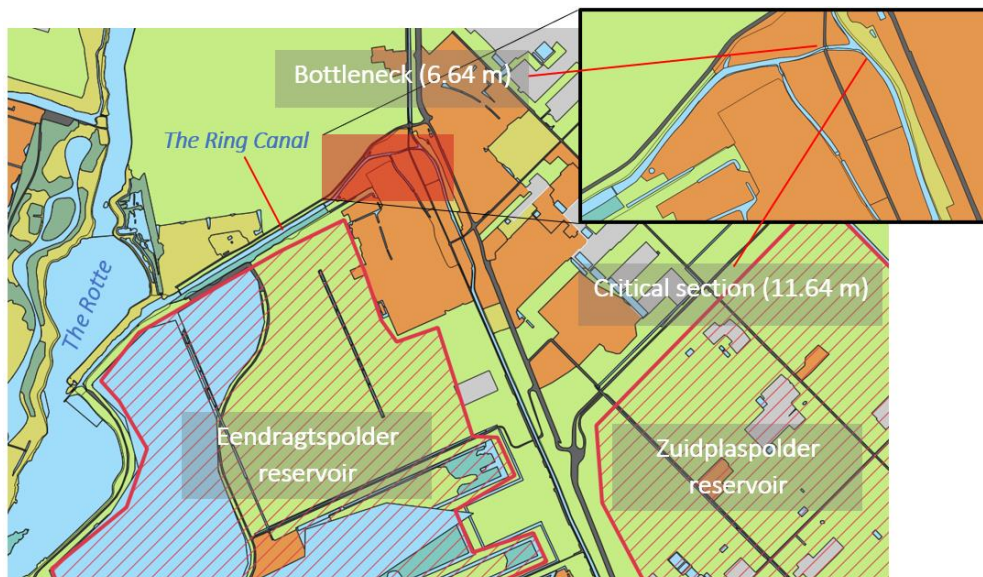 Bottleneck (6.64 m)
The Ring Canal
The Rotte
Critical section (11.64 m)
Eendragtspolder
reservoir
Zuidplaspolder
reservoir